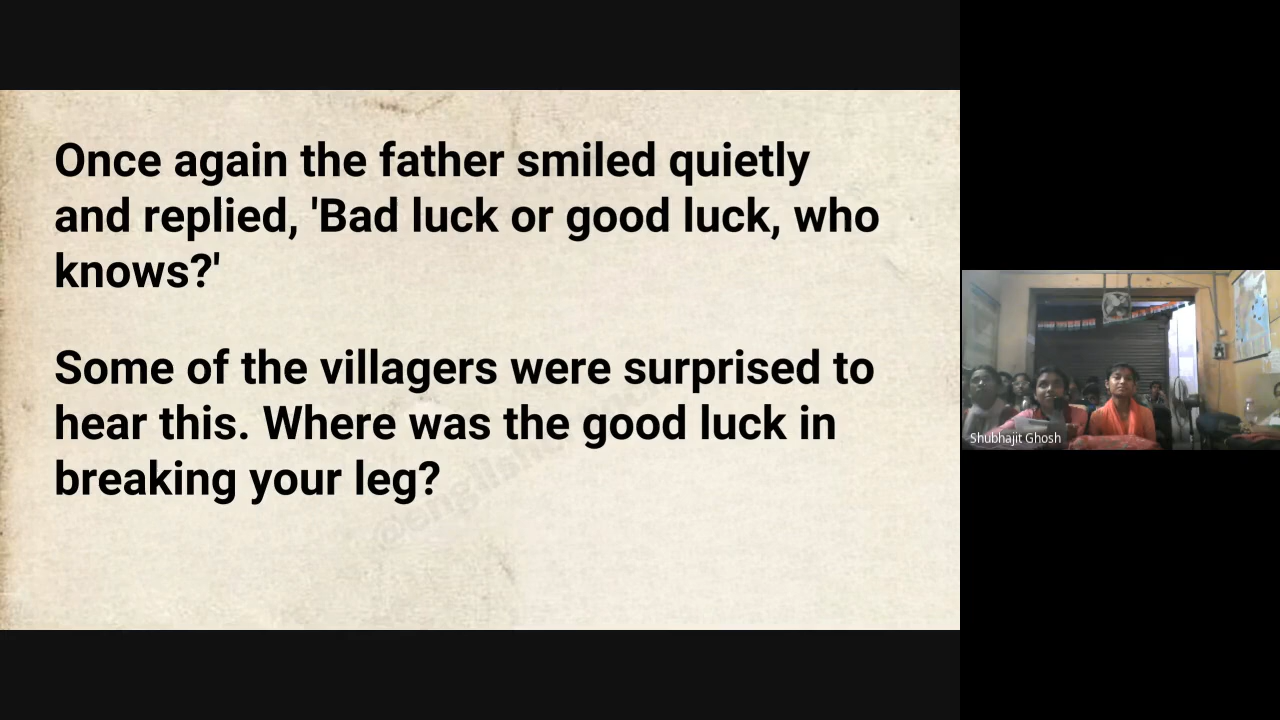 Once again the father smiled quietly
and replied, 'Bad luck or good luck, who
knows?'
Some of the villagers were surprised to
hear this. Where was the good luck in
breaking your leg?
Shubhajit Ghosh